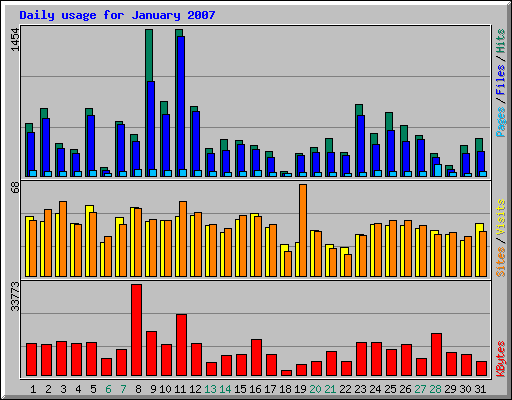 Daily usage for January 2007
1454
Pages / Files / Hits
68
Sites / Visits
33773
KBytes
1 2 3 4 5 6 7 8 9 10 11 12 13 14 15 16 17 18 19 20 21 22 23 24 25 26 27 28 29 30 31